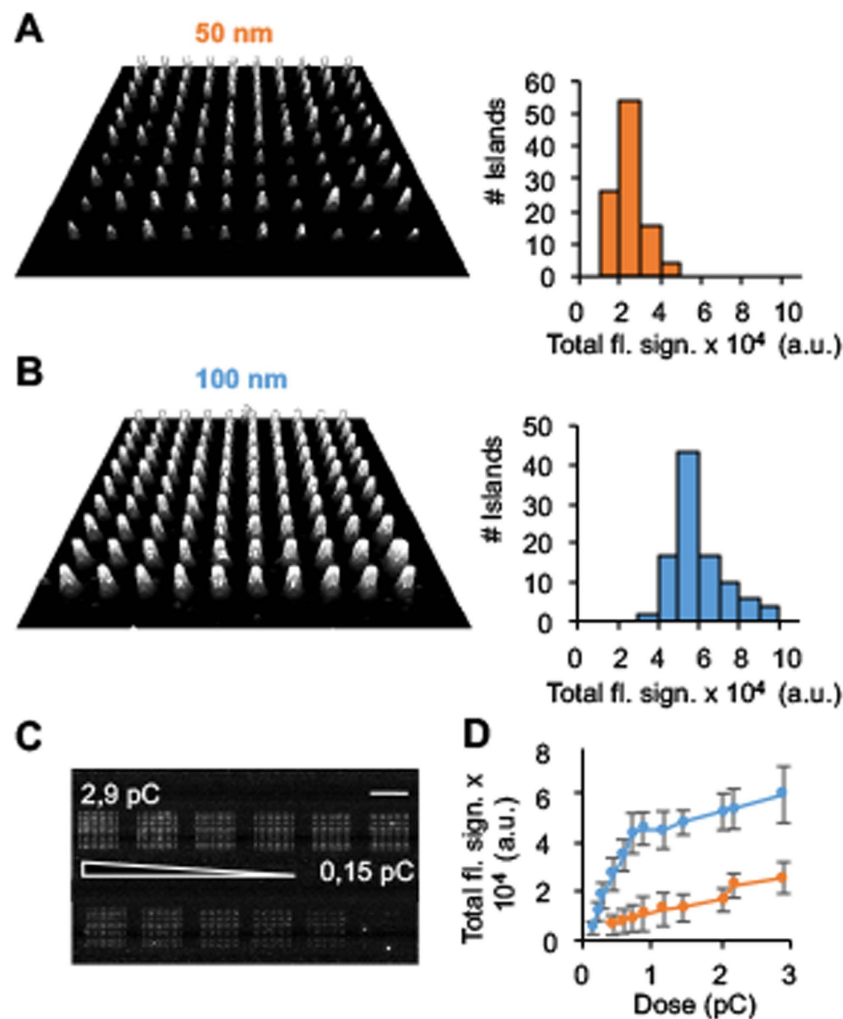 A
50 nm
# Islands
60
50
40
30
20
10
0
0 2 4 6 8 10
Total fl. sign. x 10⁴ (a.u.)
B
100 nm
# Islands
50
40
30
20
10
0
0 2 4 6 8 10
Total fl. sign. x 10⁴ (a.u.)
C
2,9 pC
0,15 pC
D
Total fl. sign. x
10⁴ (a.u.)
8
6
4
2
0
0 1 2 3
Dose (pC)